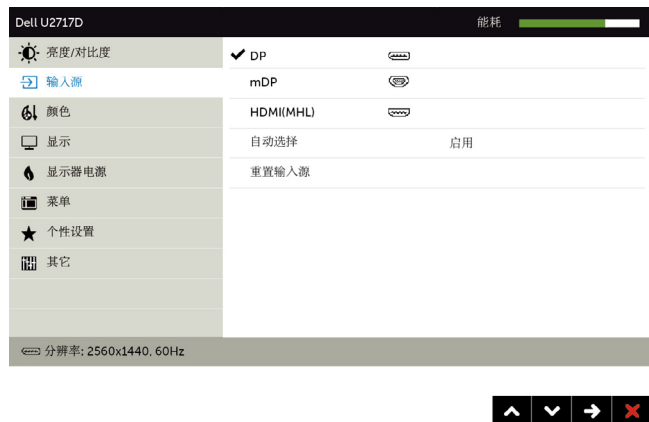 Dell U2717D 能耗
亮度/对比度
输入源
颜色
显示
显示器电源
菜单
个性设置
其它
DP
mDP
HDMI(MHL)
自动选择 启用
重置输入源
分辨率: 2560x1440, 60Hz